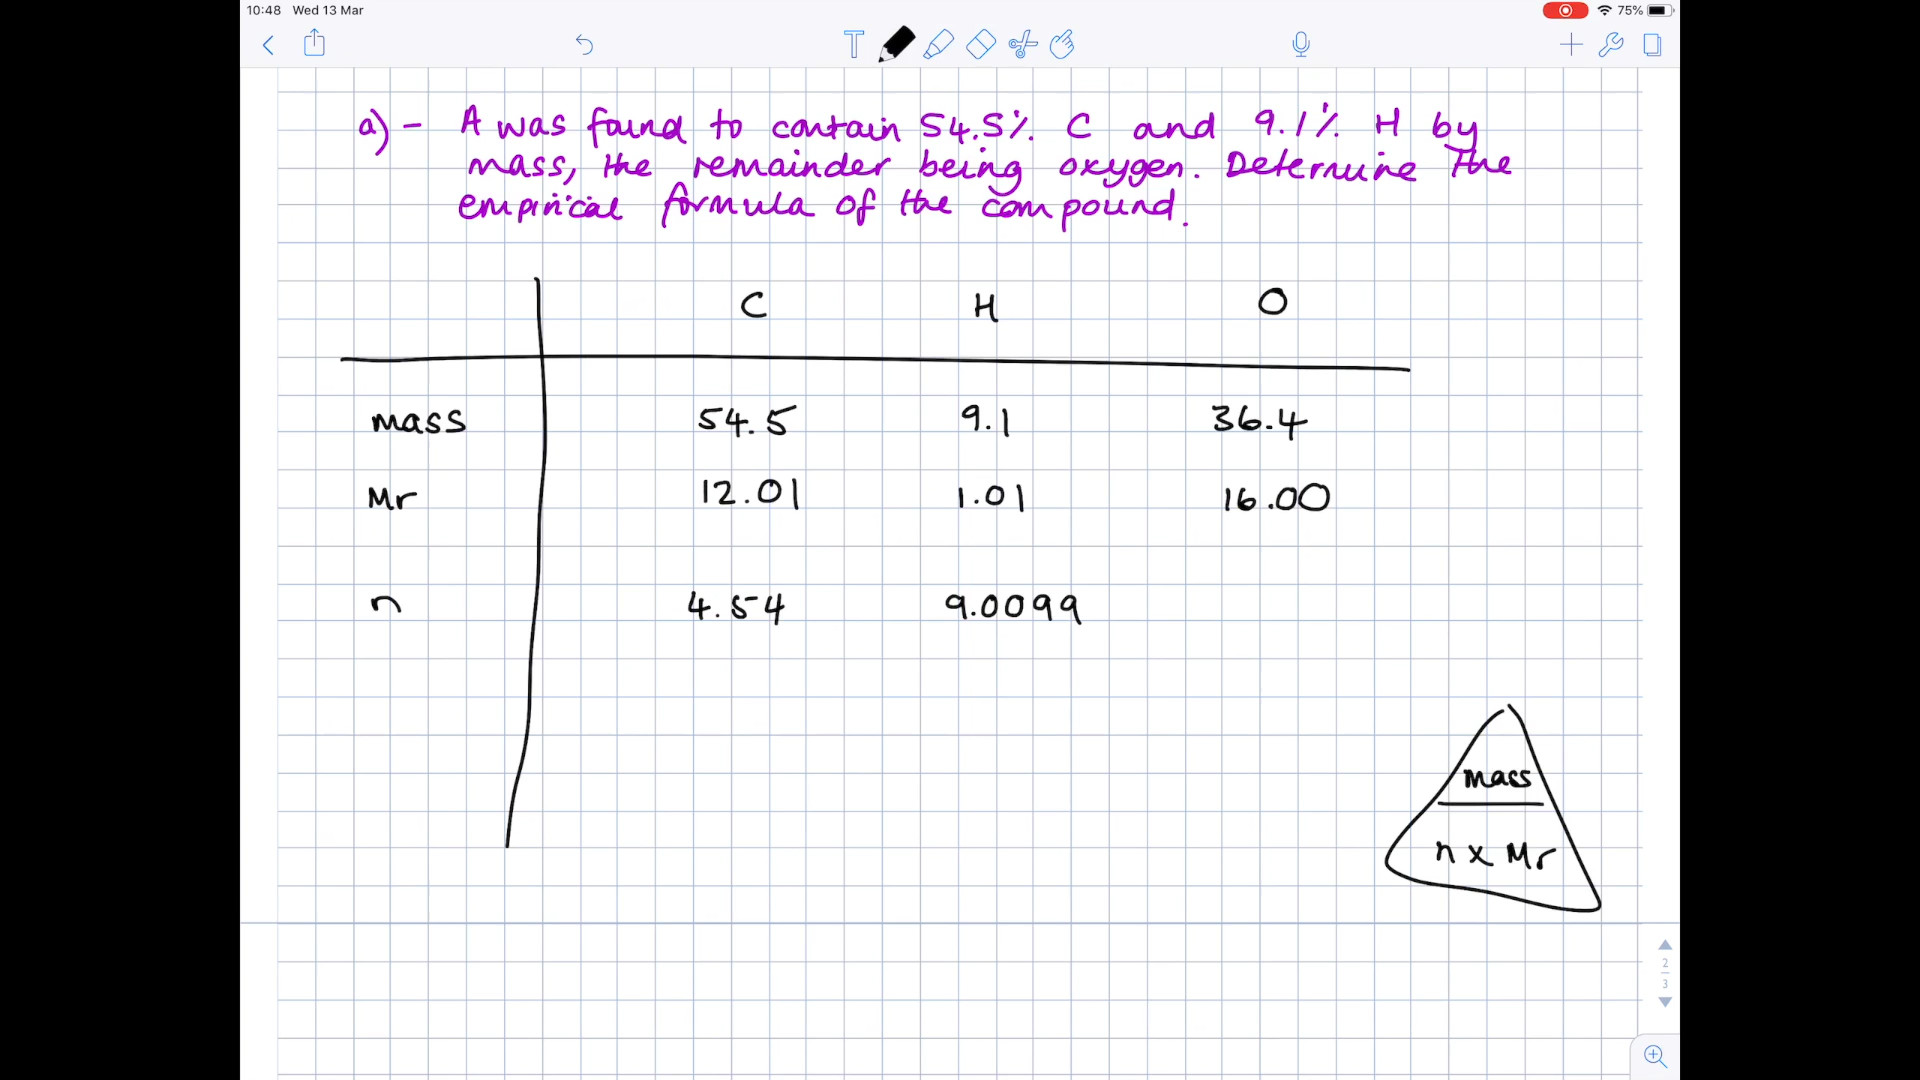 10:48 Wed 13 Mar
75%
T
a) - A was found to contain 54.5% C and 9.1% H by
mass, the remainder being oxygen. Determine the
empirical formula of the compound.
C H O
mass 54.5 9.1 36.4
Mr 12.01 1.01 16.00
n 4.54 9.0099
mass
n x Mr
2
3